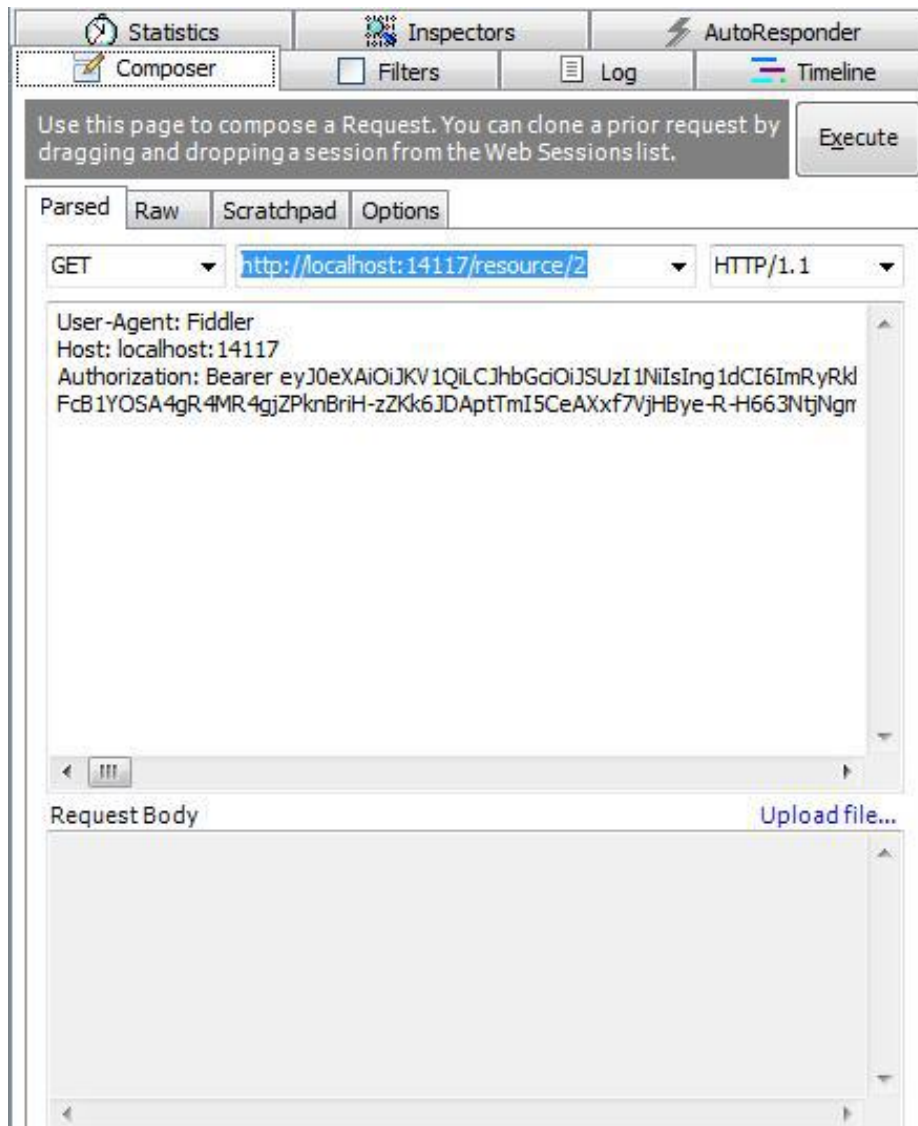 Statistics
Inspectors
AutoResponder
Composer
Filters
Log
Timeline
Use this page to compose a Request. You can clone a prior request by
dragging and dropping a session from the Web Sessions list.
Execute
Parsed
Raw
Scratchpad
Options
GET
http://localhost:14117/resource/2
HTTP/1.1
User-Agent: Fiddler
Host: localhost:14117
Authorization: Bearer eyJ0eXAiOiJKV1QiLCJhbGciOiJSUzI1NiIsIng1dCI6ImRyRkl
FcB1YOSA4gR4MR4gjZPknBriH-zZKk6JDAptTmI5CeAXxf7VjHBye-R-H663NtjNgm
Request Body
Upload file...